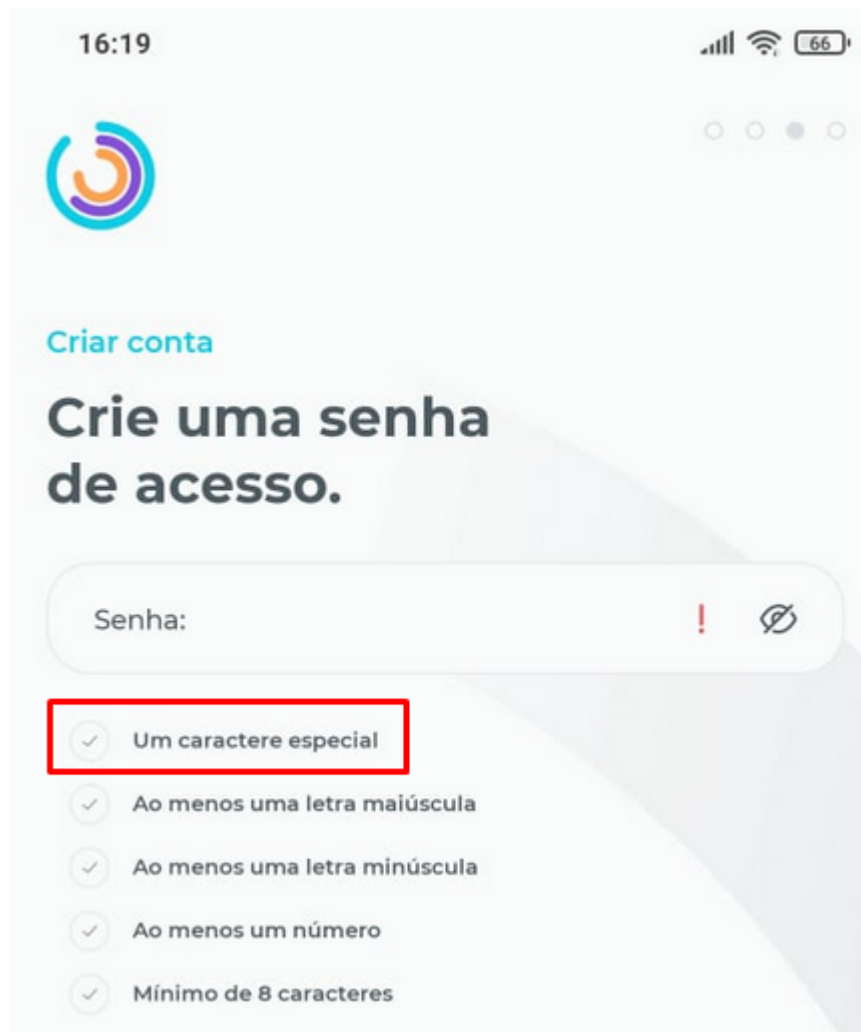 16:19
66
Criar conta
Crie uma senha
de acesso.
Senha: !
Um caractere especial
Ao menos uma letra maiúscula
Ao menos uma letra minúscula
Ao menos um número
Mínimo de 8 caracteres